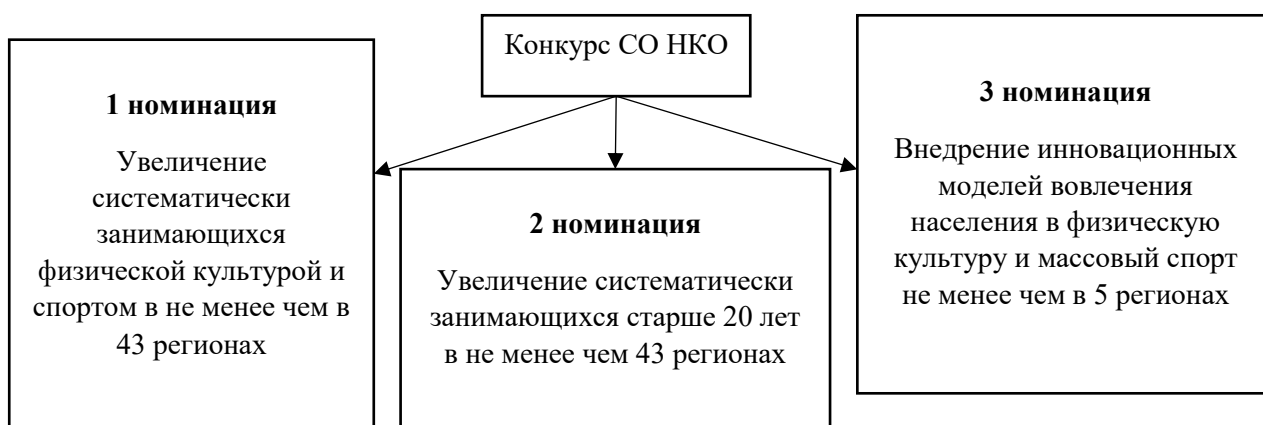 Конкурс СО НКО
1 номинация
Увеличение
систематически
занимающихся
физической культурой и
спортом в не менее чем в
43 регионах
2 номинация
Увеличение систематически
занимающихся старше 20 лет
в не менее чем 43 регионах
3 номинация
Внедрение инновационных
моделей вовлечения
населения в физическую
культуру и массовый спорт
не менее чем в 5 регионах